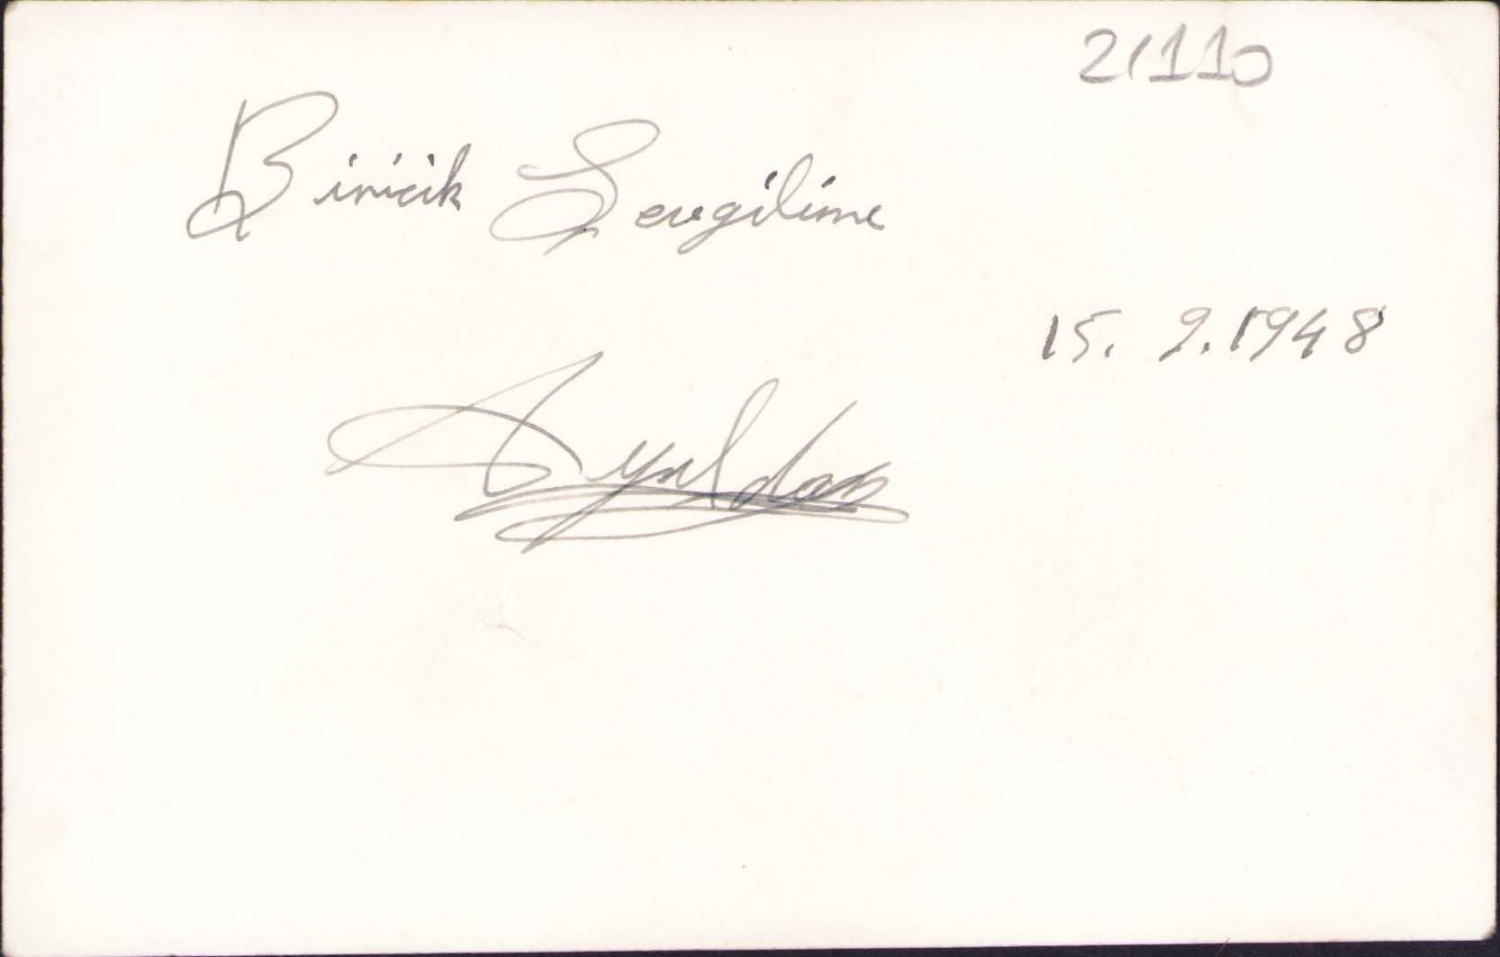 21110
Biricik Sevgilime
15. 9. 1948